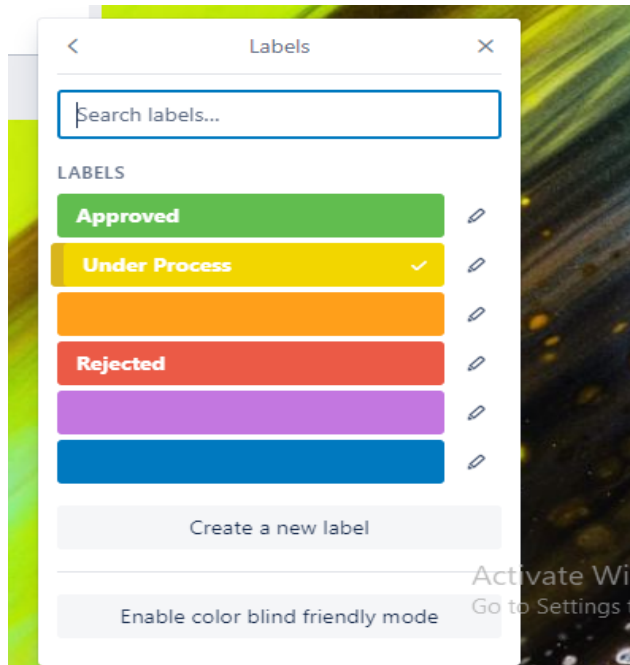 Labels
Search labels...
LABELS
Approved
Under Process
Rejected
Create a new label
Activate Wi
Enable color blind friendly mode
Go to Settings